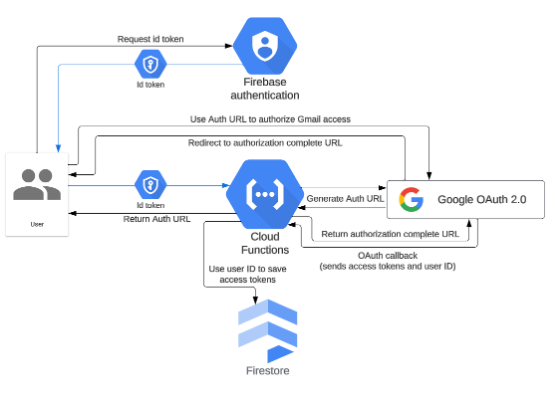 Request id token
Id token
Firebase
authentication
Use Auth URL to authorize Gmail access
Redirect to authorization complete URL
User
Id token
Return Auth URL
Generate Auth URL
Google OAuth 2.0
Cloud
Functions
Return authorization complete URL
OAuth callback
(sends access tokens and user ID)
Use user ID to save
access tokens
Firestore